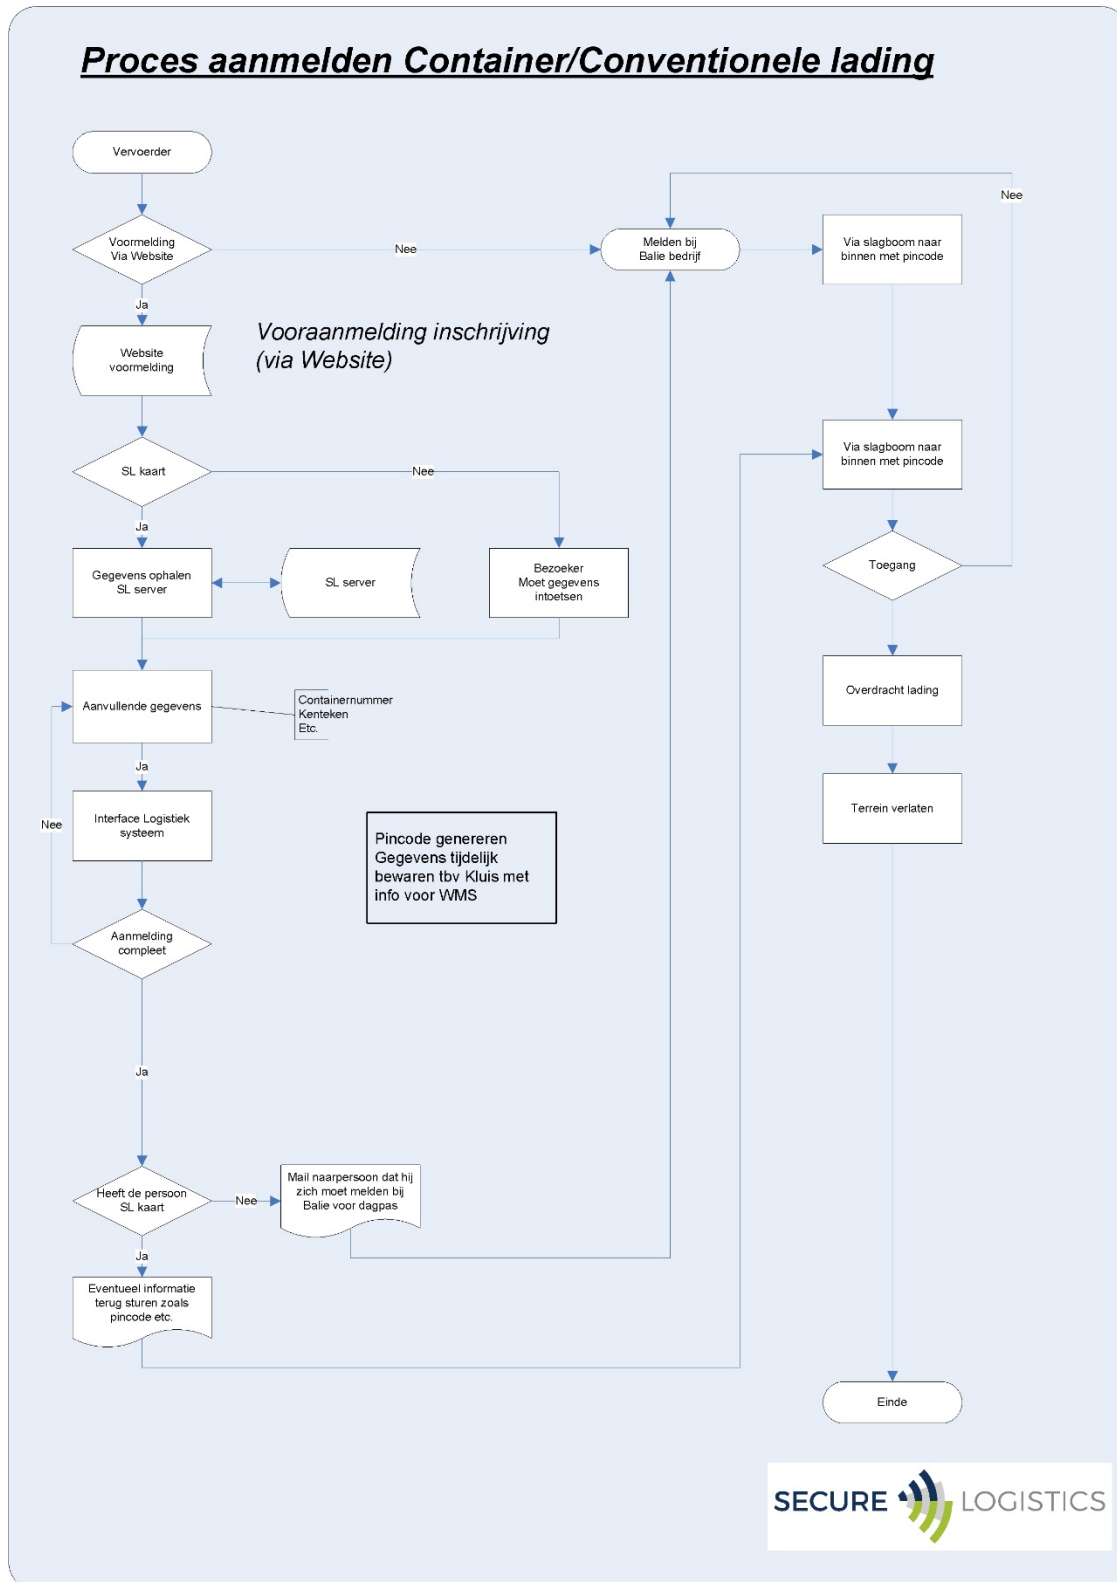 Proces aanmelden Container/Conventionele lading
Vervoerder
Voormelding
Via Website
Nee
Ja
Website
voormelding
Vooraanmelding inschrijving
(via Website)
SL kaart
Nee
Ja
Gegevens ophalen
SL server
SL server
Bezoeker
Moet gegevens
intoetsen
Aanvullende gegevens
Containernummer
Kenteken
Etc.
Ja
Interface Logistiek
systeem
Nee
Pincode genereren
Gegevens tijdelijk
bewaren tbv Kluis met
info voor WMS
Aanmelding
compleet
Ja
Heeft de persoon
SL kaart
Nee
Mail naarpersoon dat hij
zich moet melden bij
Balie voor dagpas
Ja
Eventueel informatie
terug sturen zoals
pincode etc.
Melden bij
Balie bedrijf
Via slagboom naar
binnen met pincode
Nee
Via slagboom naar
binnen met pincode
Toegang
Overdracht lading
Terrein verlaten
Einde
SECURE LOGISTICS